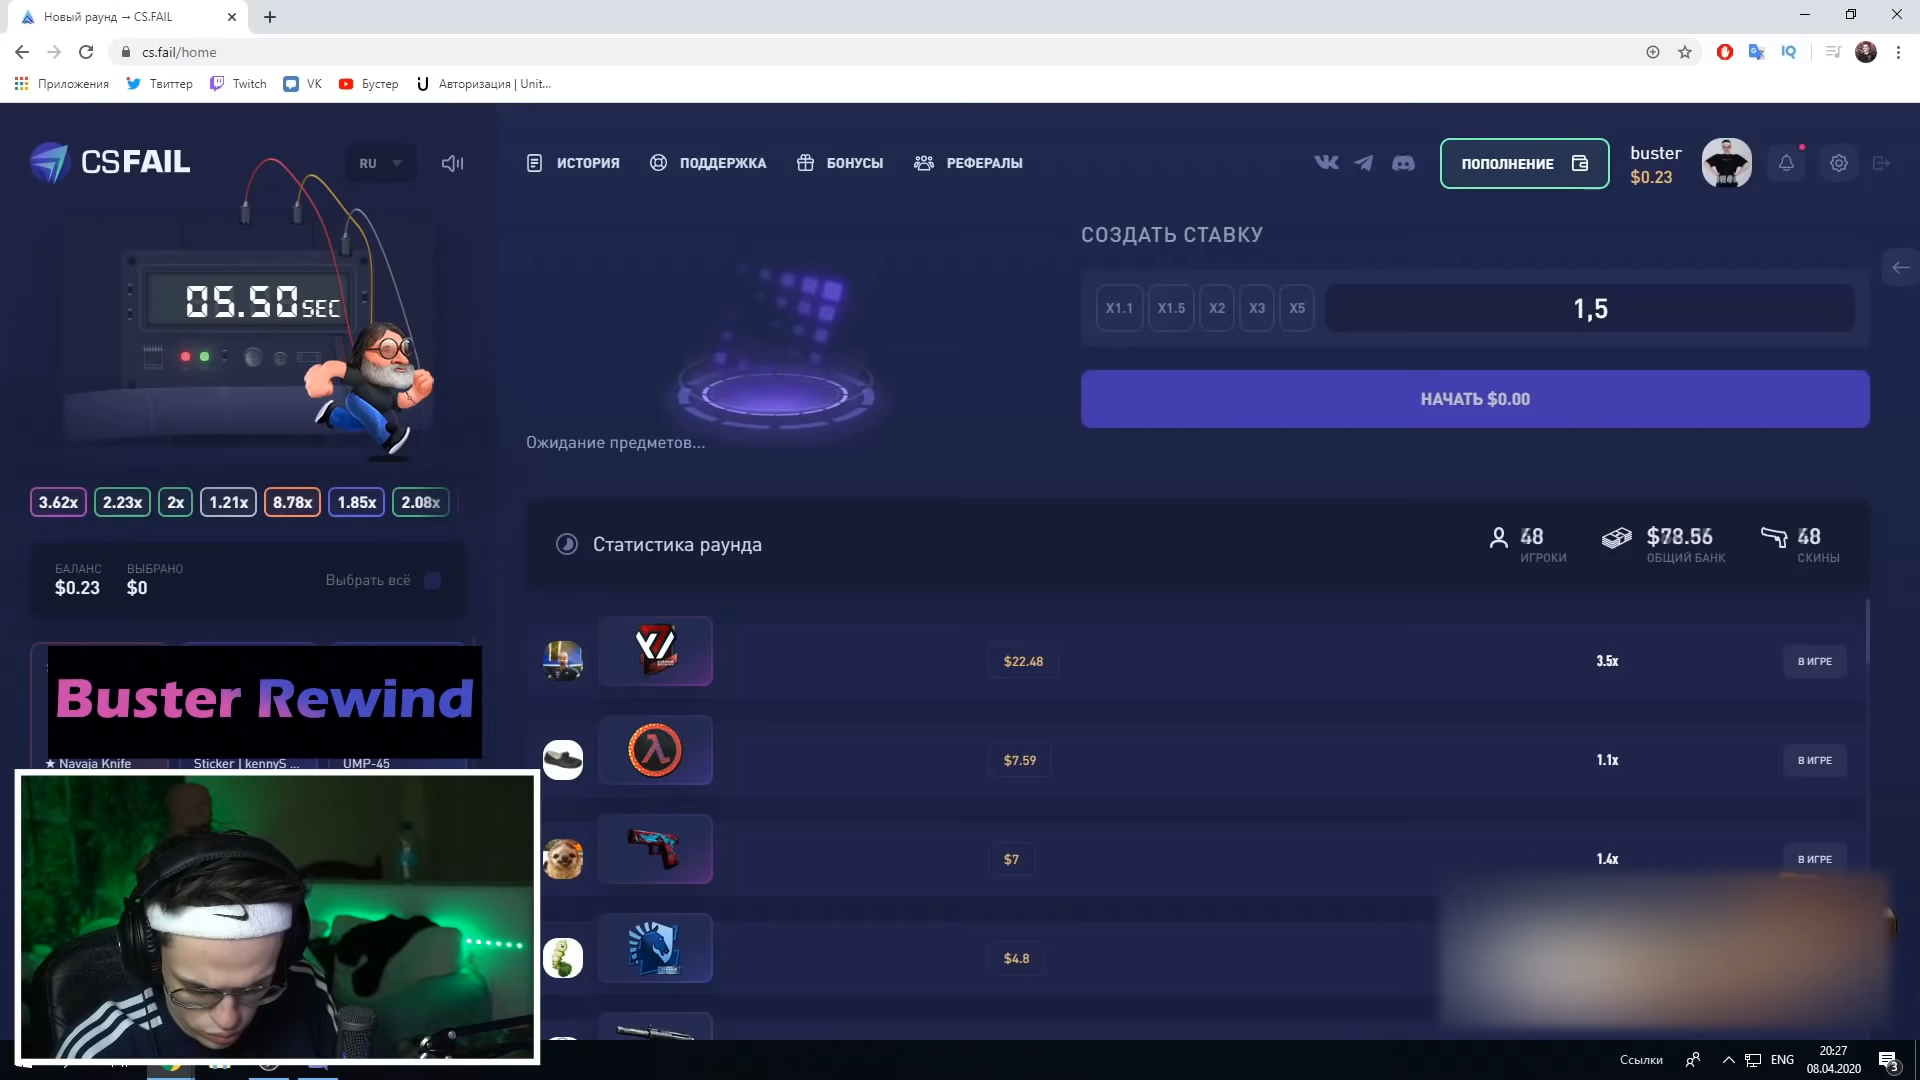 Новый раунд → CS.FAIL
cs.fail/home
Приложения
Твиттер
Twitch
VK
Бустер
Авторизация | Unit...
CSFAIL
RU
ИСТОРИЯ
ПОДДЕРЖКА
БОНУСЫ
РЕФЕРАЛЫ
ПОПОЛНЕНИЕ
buster
$0.23
05.50SEC
СОЗДАТЬ СТАВКУ
X1.1
X1.5
X2
X3
X5
1,5
НАЧАТЬ $0.00
Ожидание предметов...
3.62x
2.23x
2x
1.21x
8.78x
1.85x
2.08x
БАЛАНС
$0.23
ВЫБРАНО
$0
Выбрать всё
Статистика раунда
48
ИГРОКИ
$78.56
ОБЩИЙ БАНК
48
СКИНЫ
$22.48
3.5x
В ИГРЕ
$7.59
1.1x
В ИГРЕ
$7
1.4x
В ИГРЕ
$4.8
Buster Rewind
★ Navaja Knife
Sticker | kennyS ...
UMP-45
Ссылки
ENG
20:27
08.04.2020
3